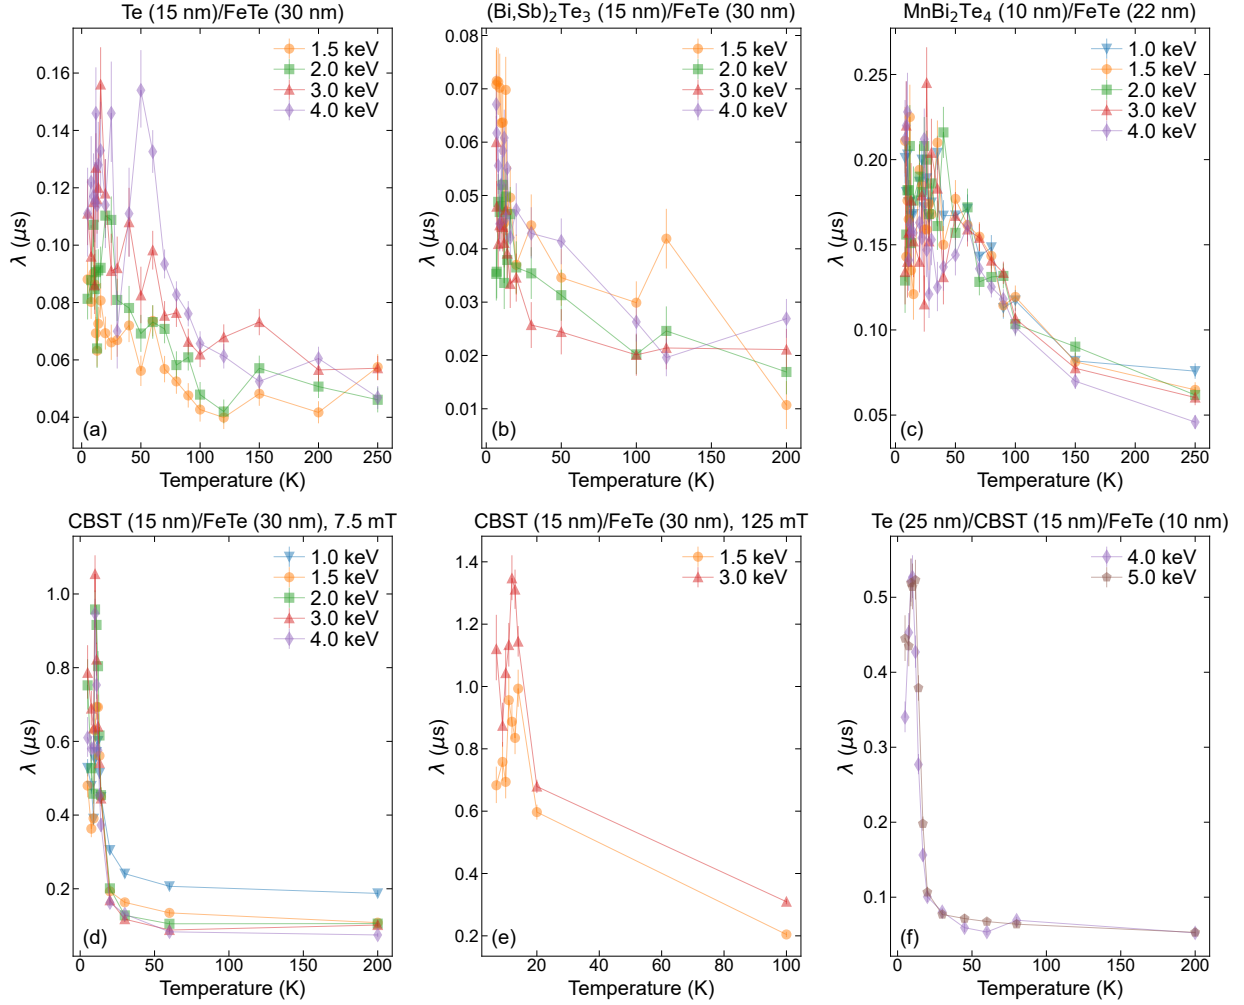 Te (15 nm)/FeTe (30 nm)
λ (μs)
0.16
0.14
0.12
0.10
0.08
0.06
0.04
1.5 keV
2.0 keV
3.0 keV
4.0 keV
(a)
0 50 100 150 200 250
Temperature (K)
(Bi,Sb)₂Te₃ (15 nm)/FeTe (30 nm)
λ (μs)
0.08
0.07
0.06
0.05
0.04
0.03
0.02
0.01
1.5 keV
2.0 keV
3.0 keV
4.0 keV
(b)
0 50 100 150 200
Temperature (K)
MnBi₂Te₄ (10 nm)/FeTe (22 nm)
λ (μs)
0.25
0.20
0.15
0.10
0.05
1.0 keV
1.5 keV
2.0 keV
3.0 keV
4.0 keV
(c)
0 50 100 150 200 250
Temperature (K)
CBST (15 nm)/FeTe (30 nm), 7.5 mT
λ (μs)
1.0
0.8
0.6
0.4
0.2
1.0 keV
1.5 keV
2.0 keV
3.0 keV
4.0 keV
(d)
0 50 100 150 200
Temperature (K)
CBST (15 nm)/FeTe (30 nm), 125 mT
λ (μs)
1.4
1.2
1.0
0.8
0.6
0.4
0.2
1.5 keV
3.0 keV
(e)
20 40 60 80 100
Temperature (K)
Te (25 nm)/CBST (15 nm)/FeTe (10 nm)
λ (μs)
0.5
0.4
0.3
0.2
0.1
4.0 keV
5.0 keV
(f)
0 50 100 150 200
Temperature (K)